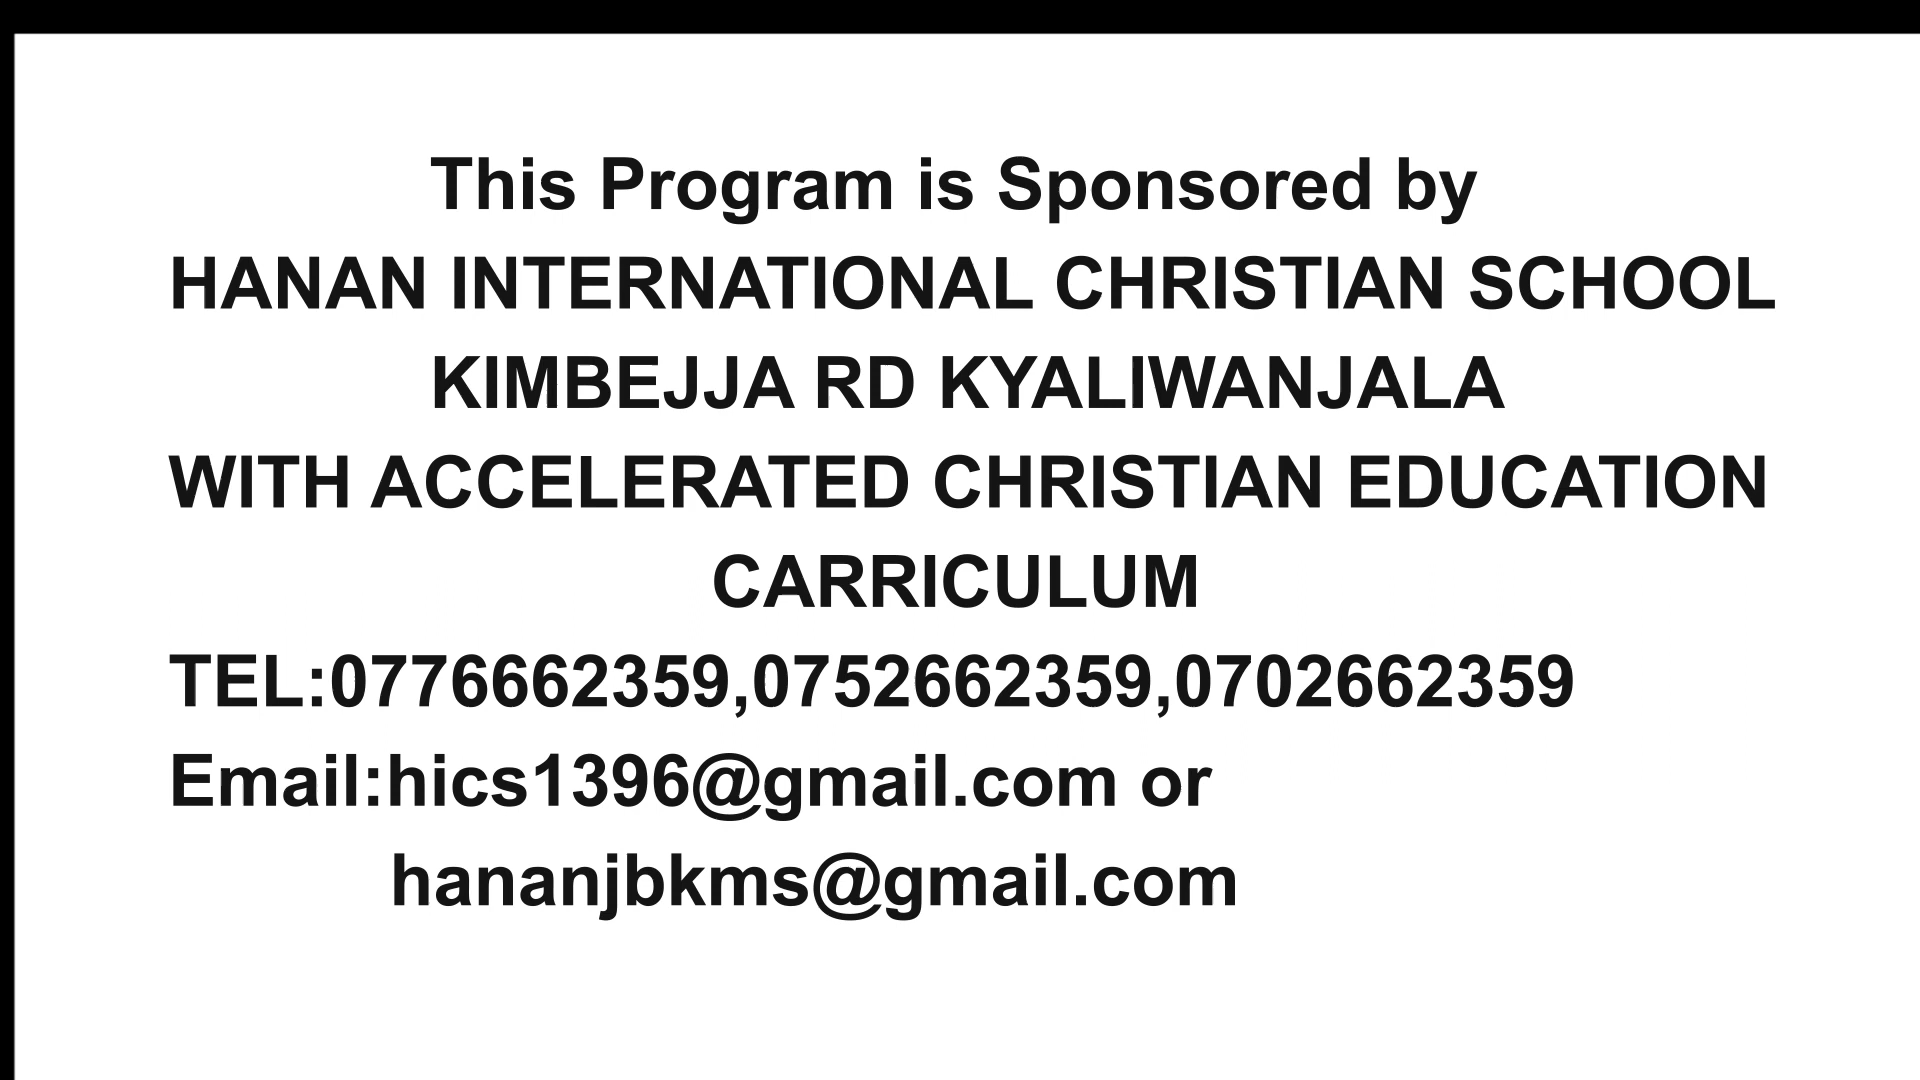 This Program is Sponsored by
HANAN INTERNATIONAL CHRISTIAN SCHOOL
KIMBEJJA RD KYALIWANJALA
WITH ACCELERATED CHRISTIAN EDUCATION
CARRICULUM
TEL:0776662359,0752662359,0702662359
Email:hics1396@gmail.com or
hananjbkms@gmail.com